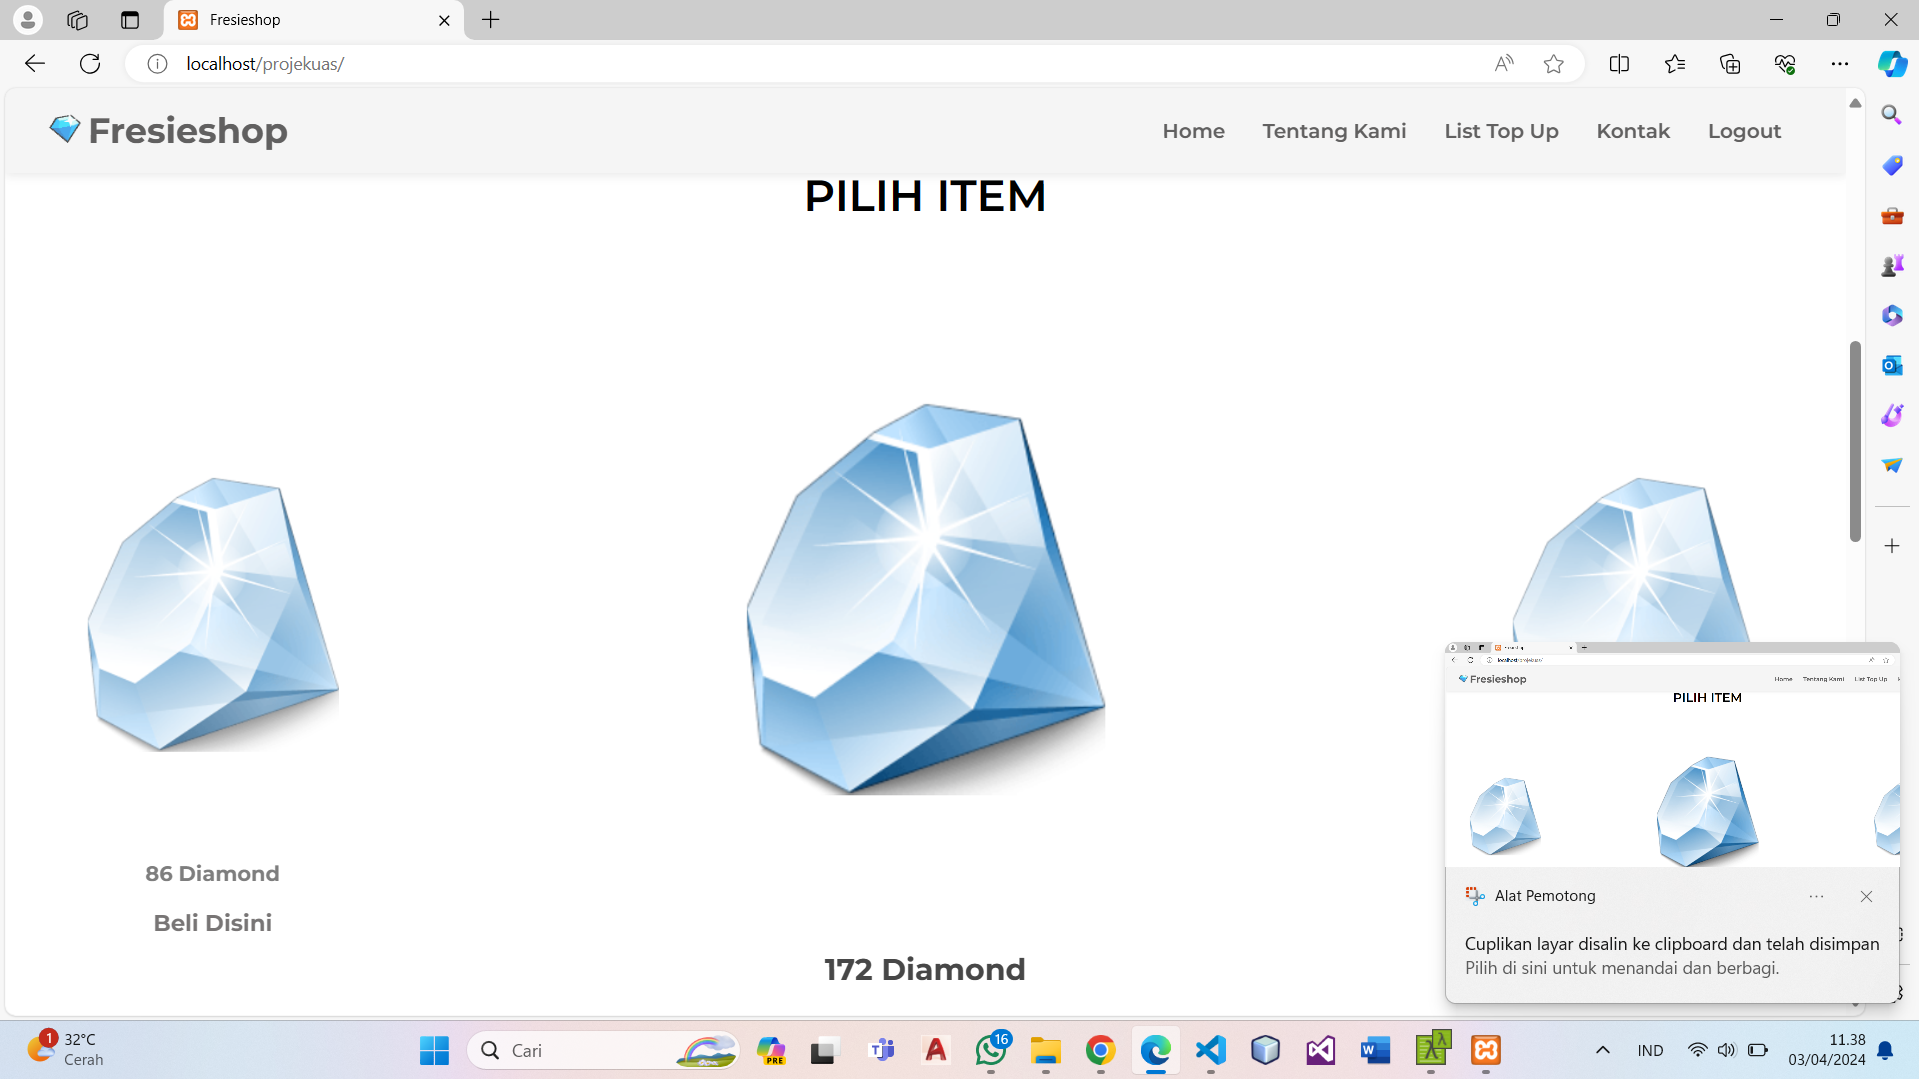 Fresieshop
localhost/projekuas/
Fresieshop
Home
Tentang Kami
List Top Up
Kontak
Logout
PILIH ITEM
86 Diamond
Beli Disini
172 Diamond
Fresieshop
Home
Tentang Kami
List Top Up
PILIH ITEM
Alat Pemotong
Cuplikan layar disalin ke clipboard dan telah disimpan
Pilih di sini untuk menandai dan berbagi.
1
32°C
Cerah
Cari
PRE
16
IND
11.38
03/04/2024